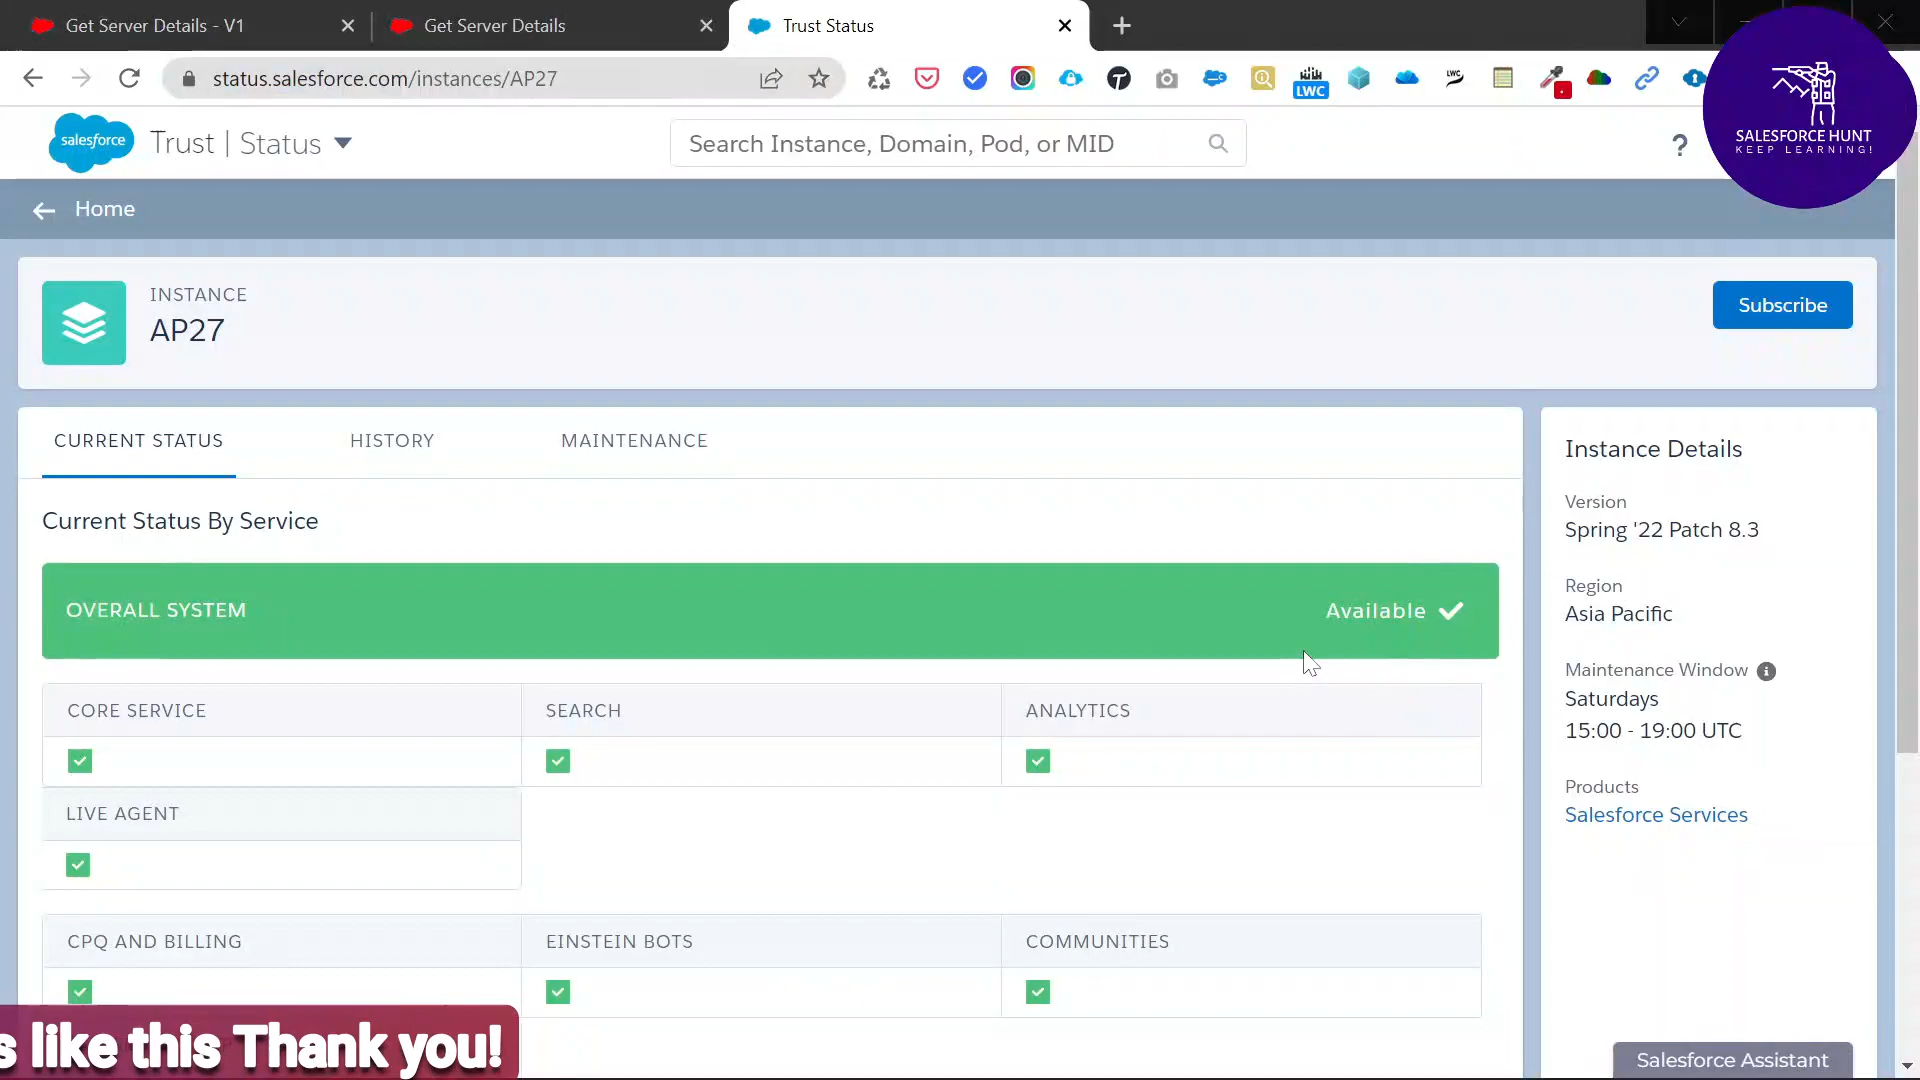 Get Server Details - V1
Get Server Details
Trust Status
status.salesforce.com/instances/AP27
LWC
LWC
salesforce
Trust | Status
Search Instance, Domain, Pod, or MID
?
SALESFORCE HUNT
KEEP LEARNING!
Home
INSTANCE
AP27
Subscribe
CURRENT STATUS
HISTORY
MAINTENANCE
Current Status By Service
OVERALL SYSTEM
Available
CORE SERVICE
SEARCH
ANALYTICS
LIVE AGENT
CPQ AND BILLING
EINSTEIN BOTS
COMMUNITIES
Instance Details
Version
Spring '22 Patch 8.3
Region
Asia Pacific
Maintenance Window
Saturdays
15:00 - 19:00 UTC
Products
Salesforce Services
s like this Thank you!
Salesforce Assistant